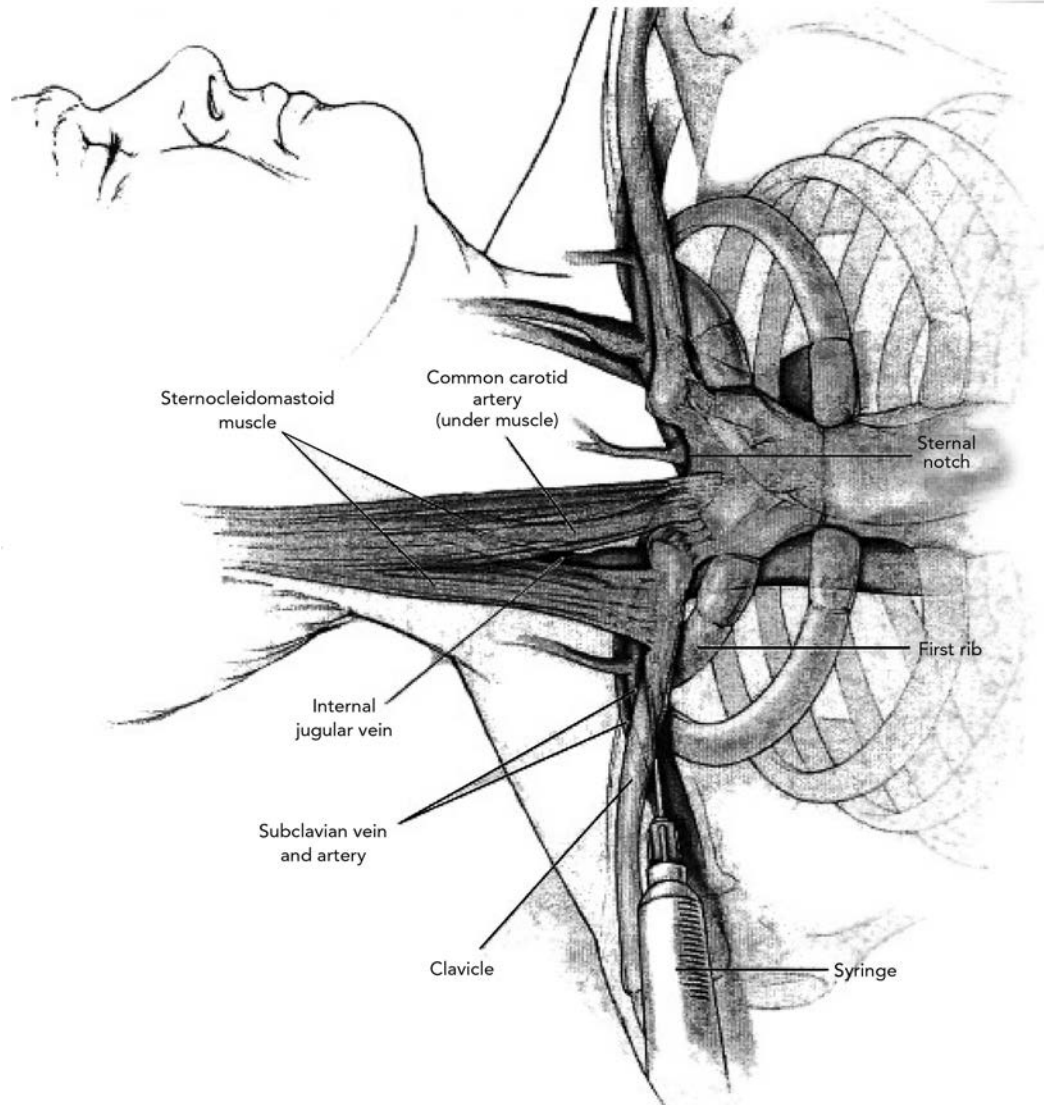 Common carotid
artery
(under muscle)
Sternocleidomastoid
muscle
Sternal
notch
First rib
Internal
jugular vein
Subclavian vein
and artery
Clavicle
Syringe